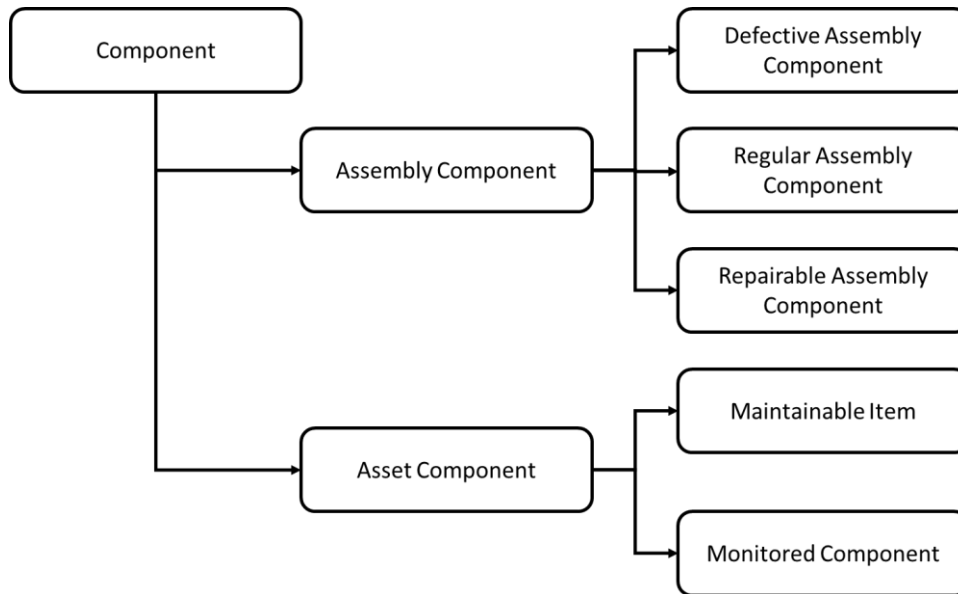 Component
Defective Assembly
Component
Assembly Component
Regular Assembly
Component
Repairable Assembly
Component
Asset Component
Maintainable Item
Monitored Component